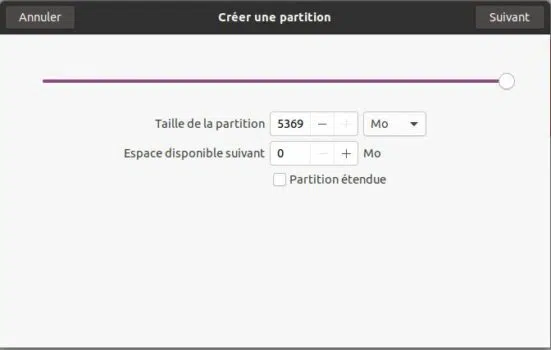 Annuler Créer une partition Suivant
Taille de la partition 5369 − + Mo
Espace disponible suivant 0 − + Mo
Partition étendue